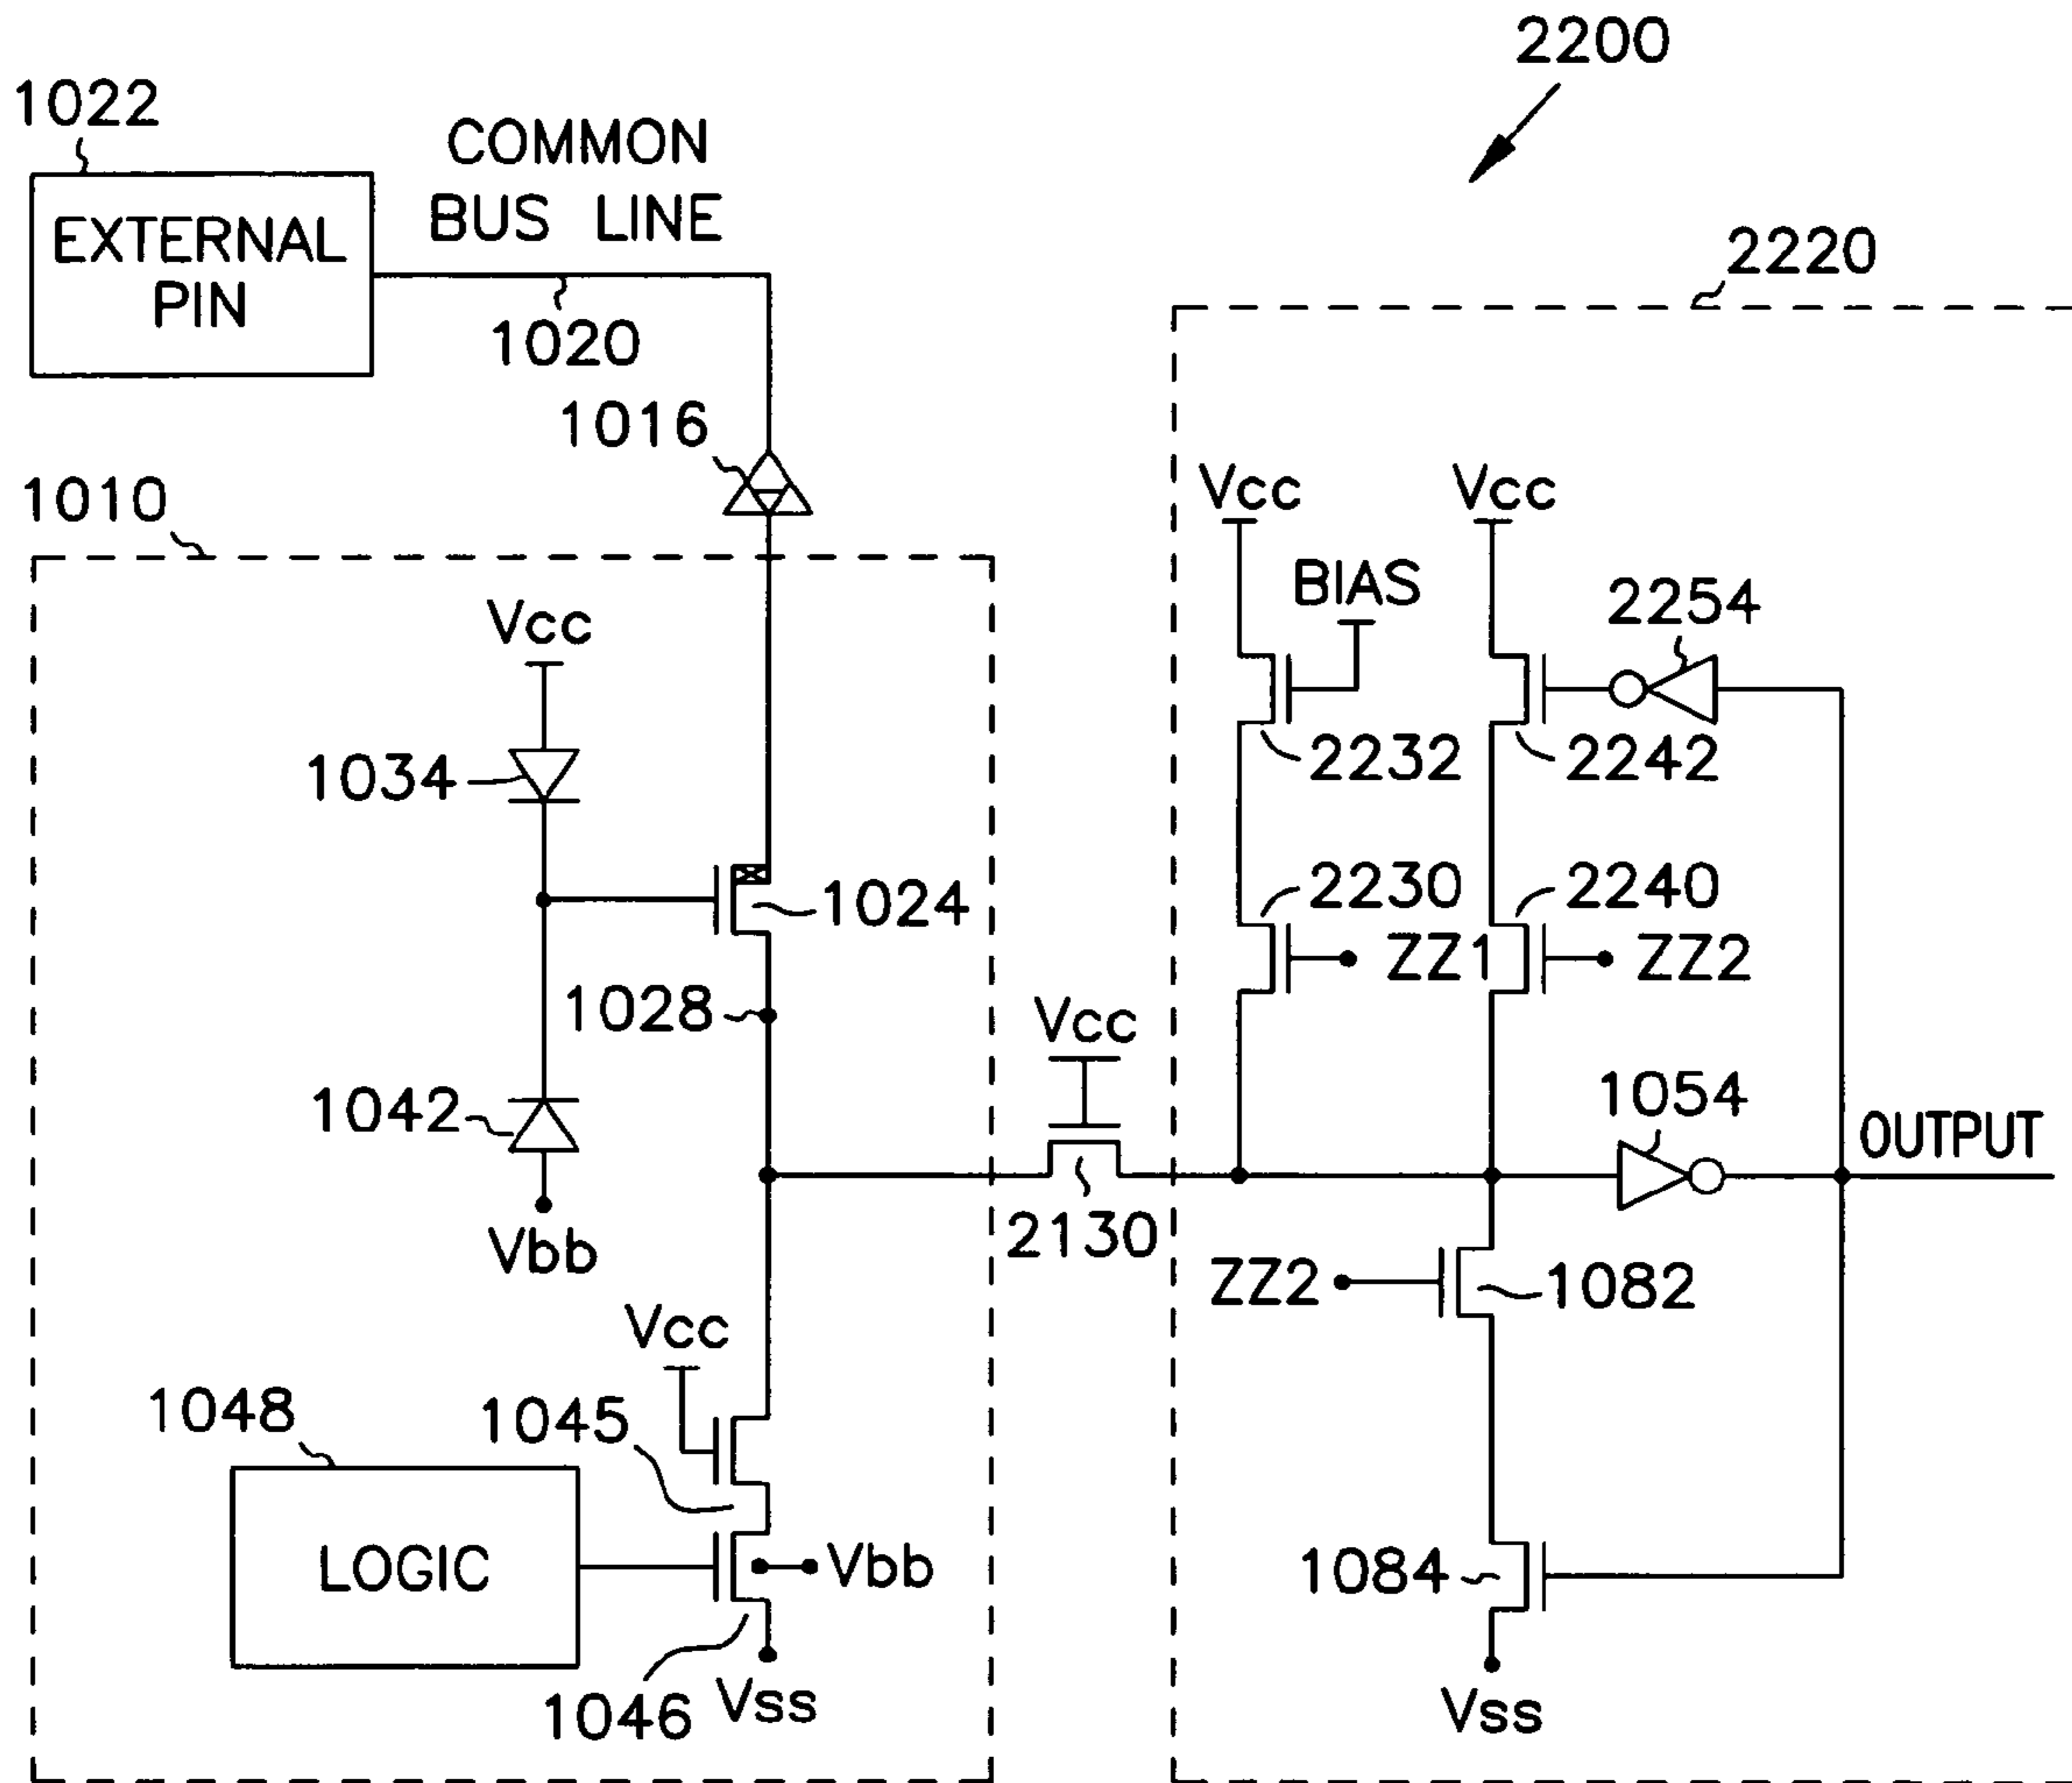 2200
1022
COMMON
BUS LINE
EXTERNAL
PIN
1020
2220
1016
1010
Vcc
Vcc
BIAS
2254
Vcc
1034
2232
2242
1024
2230
2240
ZZ1
ZZ2
1028
Vcc
1042
1054
OUTPUT
Vbb
2130
ZZ2
1082
Vcc
1048
1045
LOGIC
Vbb
1084
1046
Vss
Vss